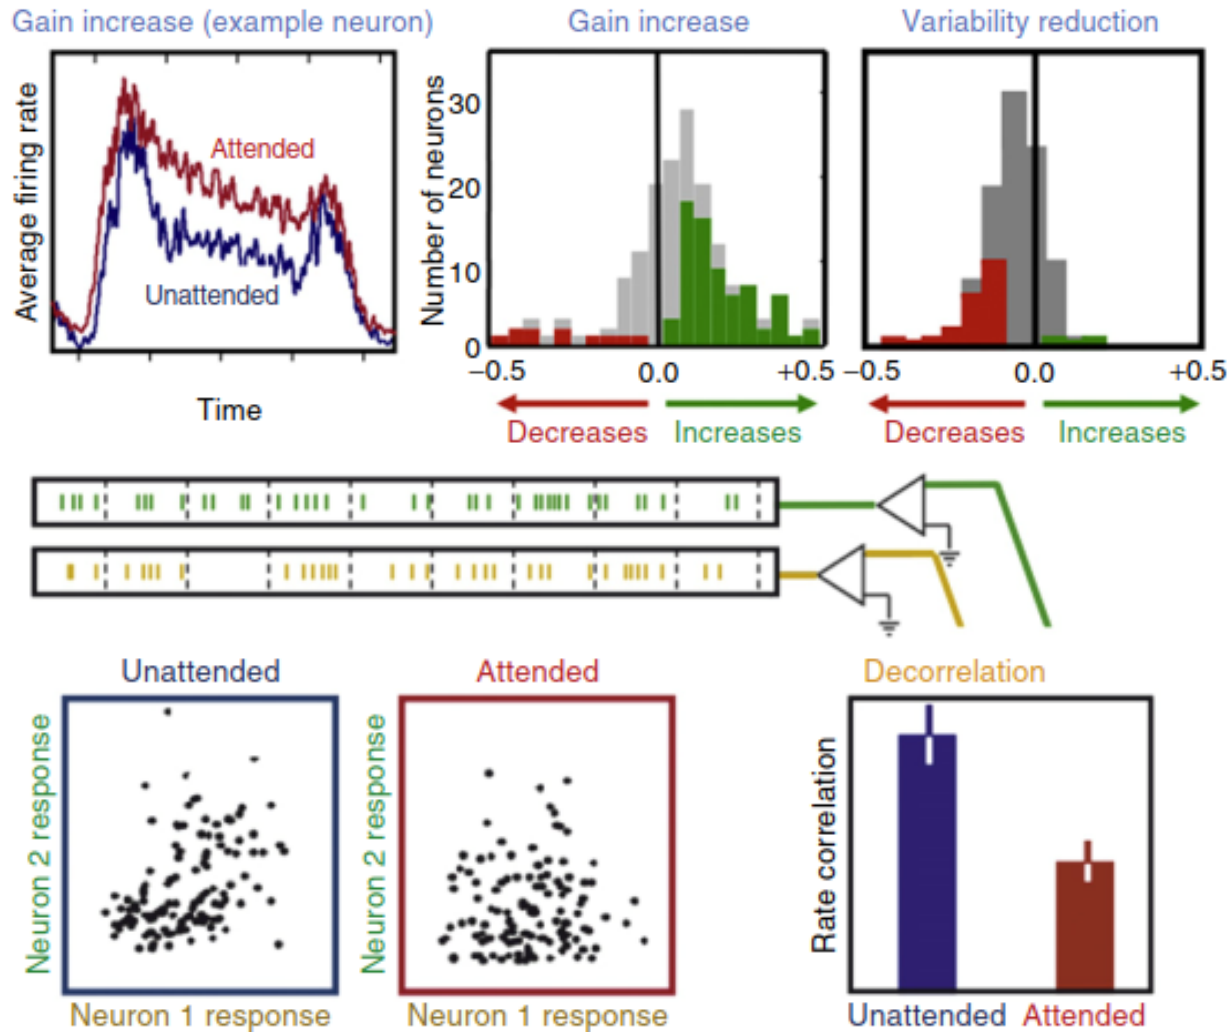 Gain increase (example neuron)
Gain increase
Variability reduction
Average firing rate
Attended
Unattended
Time
Number of neurons
30
20
10
0
−0.5
0.0
+0.5
Decreases
Increases
−0.5
0.0
+0.5
Decreases
Increases
Unattended
Attended
Decorrelation
Neuron 2 response
Neuron 1 response
Neuron 2 response
Neuron 1 response
Rate correlation
Unattended
Attended